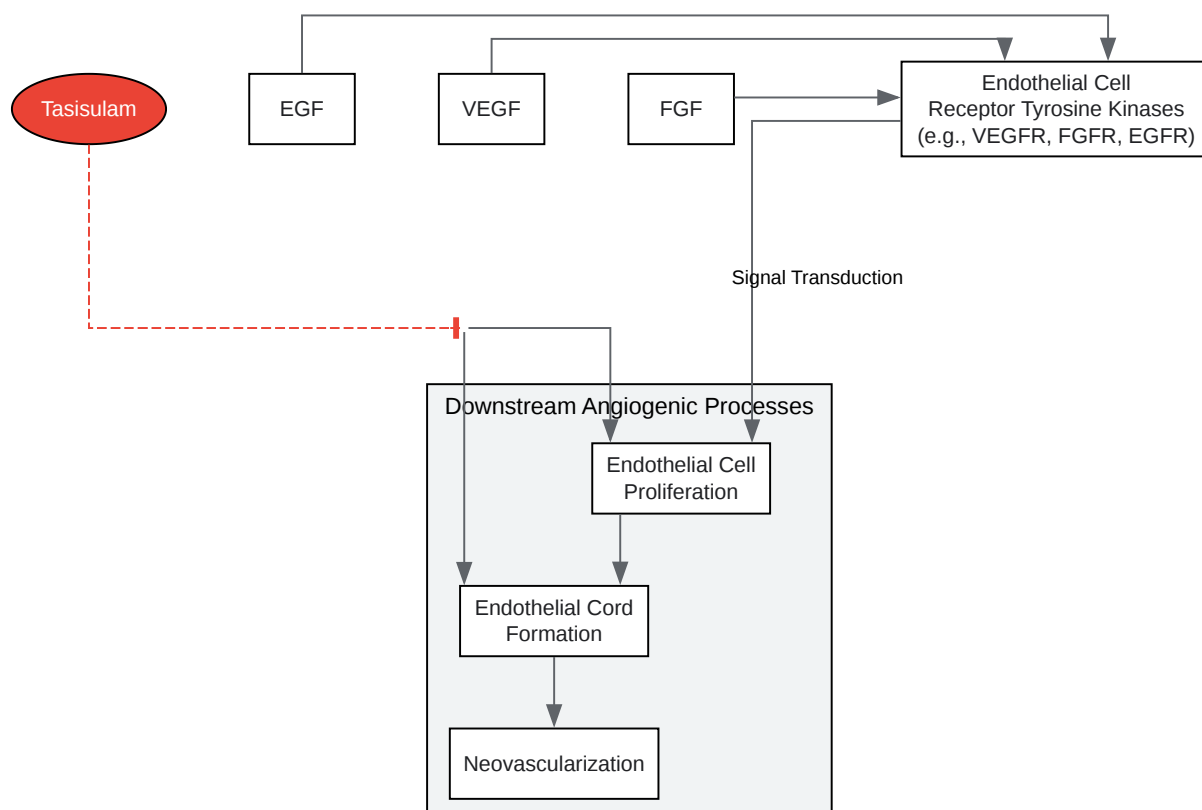 Tasisulam
EGF
VEGF
FGF
Endothelial Cell
Receptor Tyrosine Kinases
(e.g., VEGFR, FGFR, EGFR)
Signal Transduction
Downstream Angiogenic Processes
Endothelial Cell
Proliferation
Endothelial Cord
Formation
Neovascularization